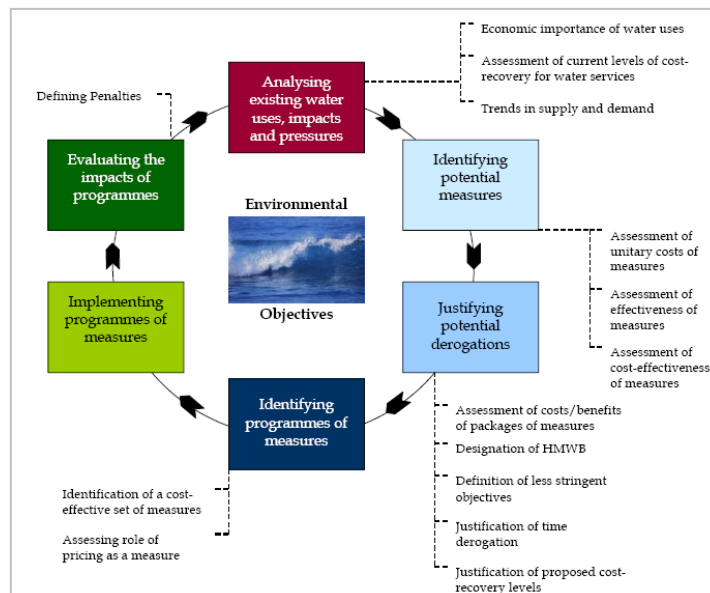 Economic importance of water uses
Assessment of current levels of cost-
recovery for water services
Trends in supply and demand
Analysing
existing water
uses, impacts
and pressures
Defining Penalties
Evaluating the
impacts of
programmes
Identifying
potential
measures
Environmental
Objectives
Assessment of
unitary costs of
measures
Assessment of
effectiveness of
measures
Assessment of
cost-effectiveness
of measures
Implementing
programmes of
measures
Justifying
potential
derogations
Identifying
programmes of
measures
Assessment of costs/benefits
of packages of measures
Designation of HMWB
Definition of less stringent
objectives
Justification of time
derogation
Justification of proposed cost-
recovery levels
Identification of a cost-
effective set of measures
Assessing role of
pricing as a measure